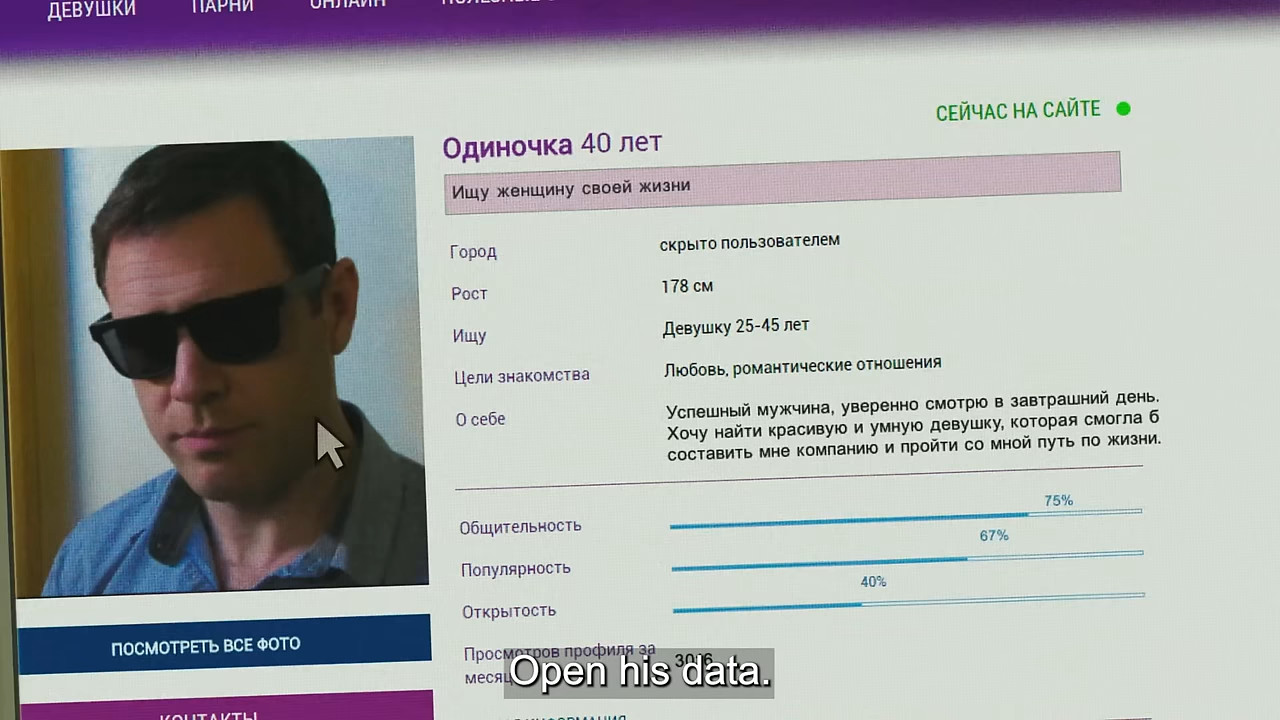 ДЕВУШКИ ПАРНИ ОНЛАЙН
СЕЙЧАС НА САЙТЕ
Одиночка 40 лет
Ищу женщину своей жизни
Город скрыто пользователем
Рост 178 см
Ищу Девушку 25-45 лет
Цели знакомства Любовь, романтические отношения
О себе Успешный мужчина, уверенно смотрю в завтрашний день.
Хочу найти красивую и умную девушку, которая смогла б
составить мне компанию и пройти со мной путь по жизни.
75%
Общительность
67%
Популярность
40%
Открытость
ПОСМОТРЕТЬ ВСЕ ФОТО
Просмотров профиля за
Open his data.
КОНТАКТЫ